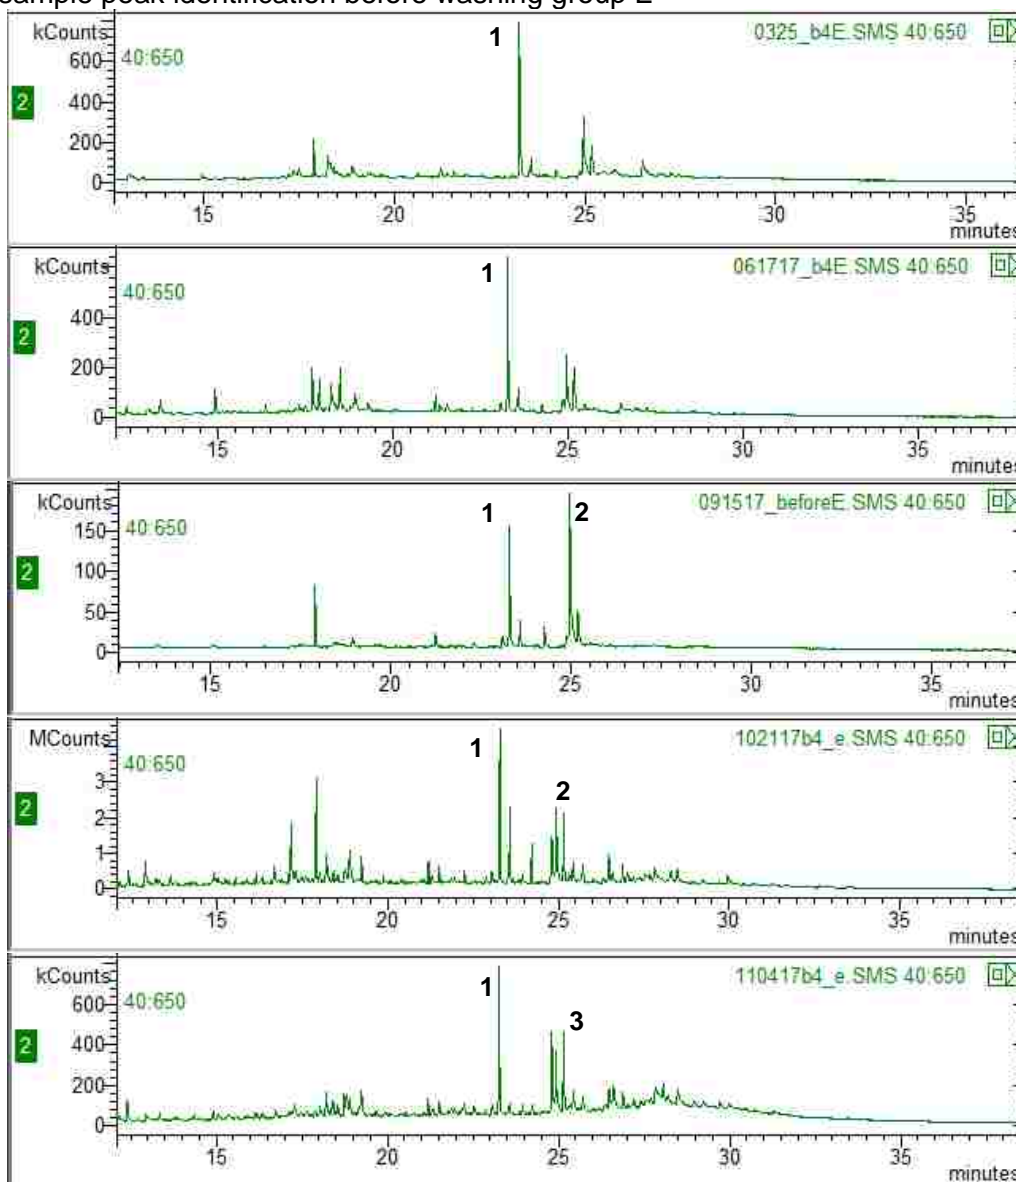 sample peak identification before washing group E
kCounts 1 0325_b4E.SMS 40:650
40:650
600
2
400
200
0
15 20 25 30 35
minutes
kCounts 1 061717_b4E.SMS 40:650
40:650
2
400
200
0
15 20 25 30 35
minutes
kCounts 1 2 091517_beforeE.SMS 40:650
40:650
150
2
100
50
0
15 20 25 30 35
minutes
MCounts 1 102117b4_e.SMS 40:650
40:650
3
2
2
2
1
0
15 20 25 30 35
minutes
kCounts 1 110417b4_e.SMS 40:650
40:650
600
3
2
400
200
0
15 20 25 30 35
minutes